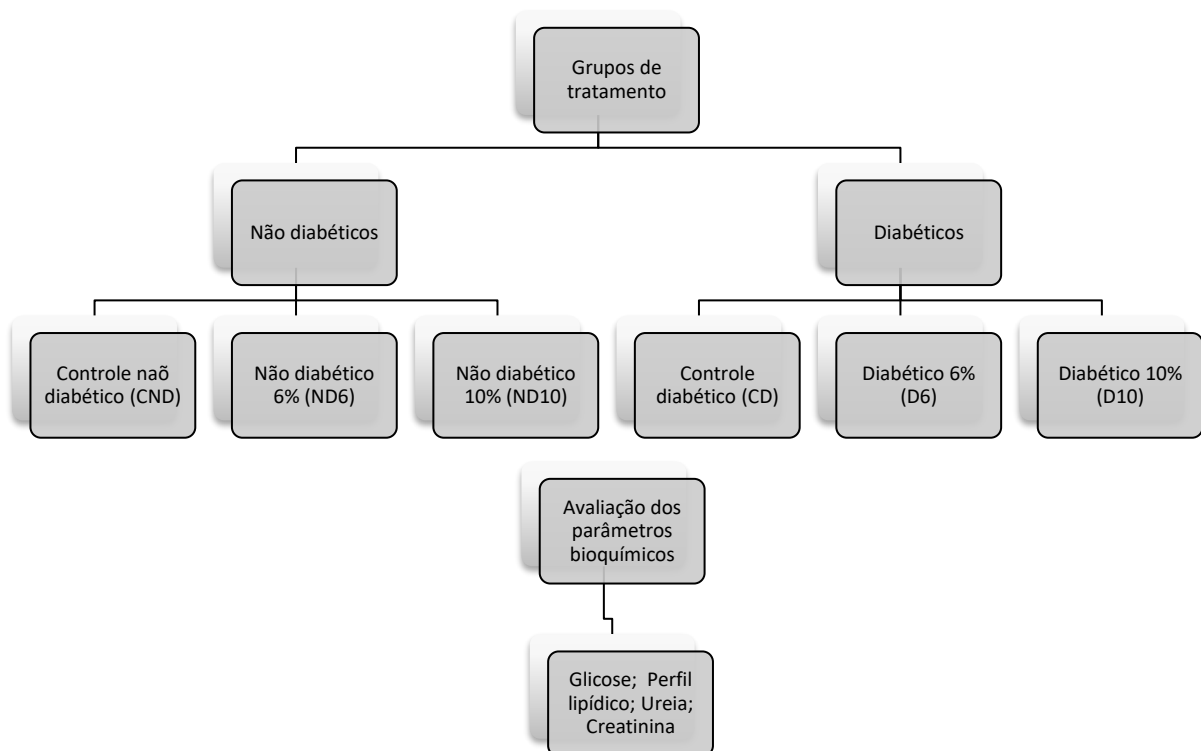 Grupos de
tratamento
Não diabéticos
Diabéticos
Controle naõ
diabético (CND)
Não diabético
6% (ND6)
Não diabético
10% (ND10)
Controle
diabético (CD)
Diabético 6%
(D6)
Diabético 10%
(D10)
Avaliação dos
parâmetros
bioquímicos
Glicose; Perfil
lipídico; Ureia;
Creatinina